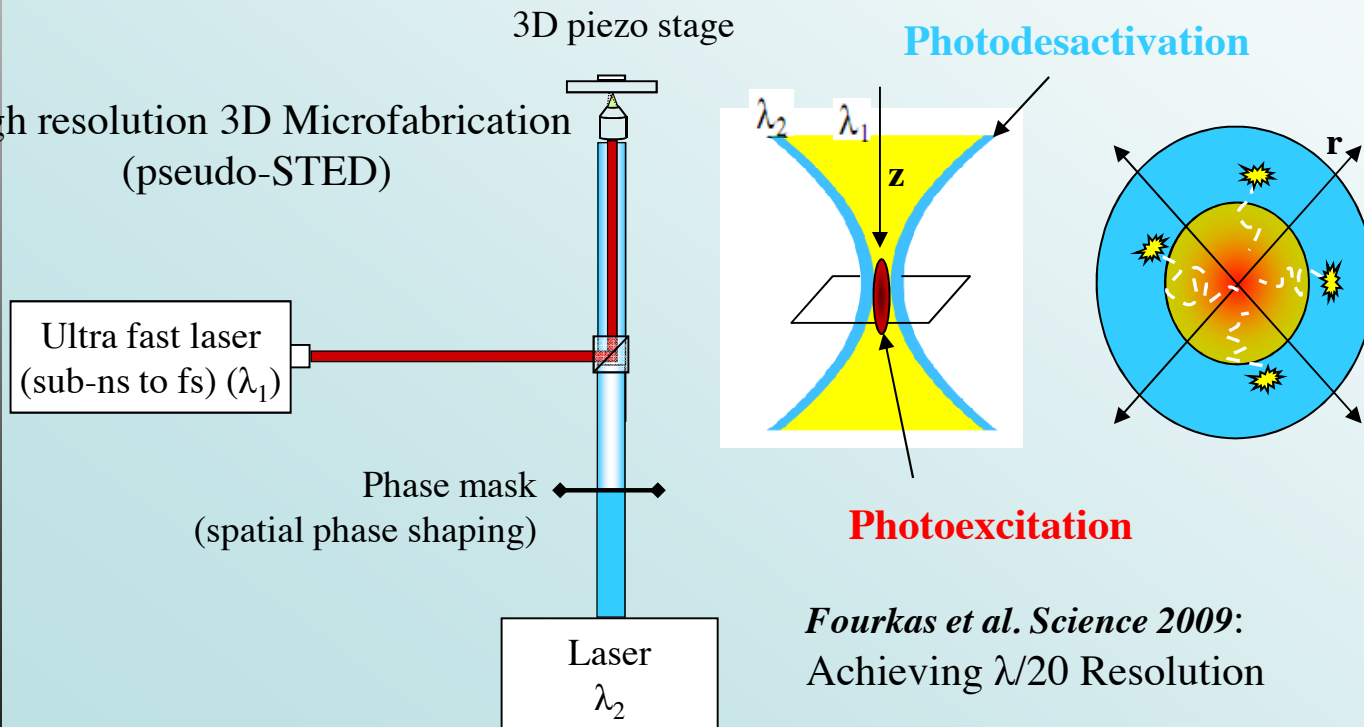 3D piezo stage
gh resolution 3D Microfabrication
(pseudo-STED)
Ultra fast laser
(sub-ns to fs) (λ₁)
Phase mask
(spatial phase shaping)
Laser
λ₂
Photodesactivation
λ₂ λ₁
z
r
Photoexcitation
Fourkas et al. Science 2009:
Achieving λ/20 Resolution